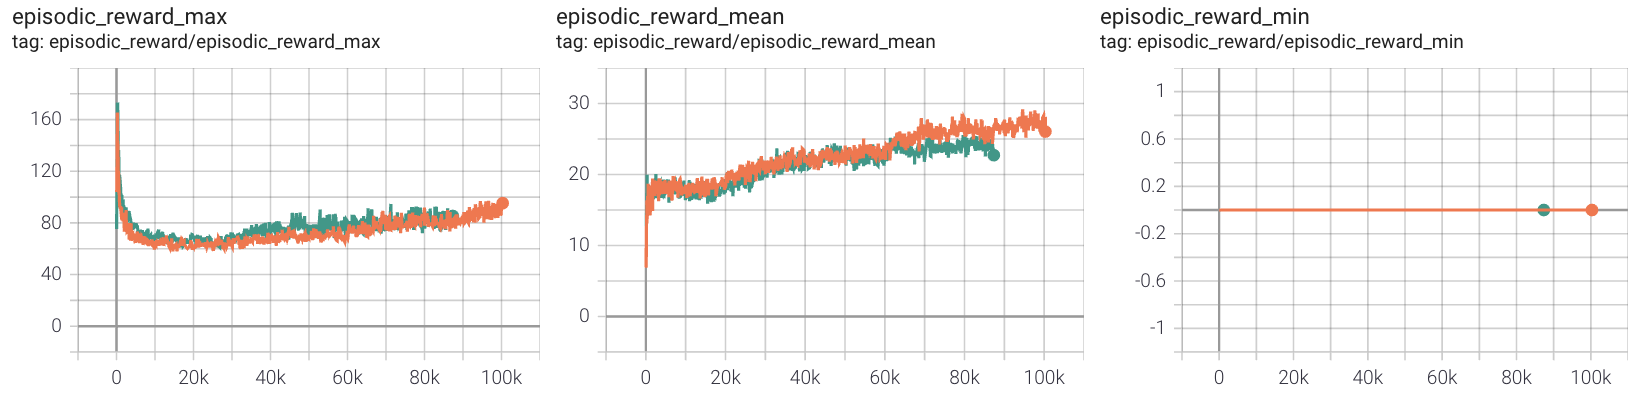 episodic_reward_max
tag: episodic_reward/episodic_reward_max
160
120
80
40
0
0 20k 40k 60k 80k 100k
episodic_reward_mean
tag: episodic_reward/episodic_reward_mean
30
20
10
0
0 20k 40k 60k 80k 100k
episodic_reward_min
tag: episodic_reward/episodic_reward_min
1
0.6
0.2
-0.2
-0.6
-1
0 20k 40k 60k 80k 100k